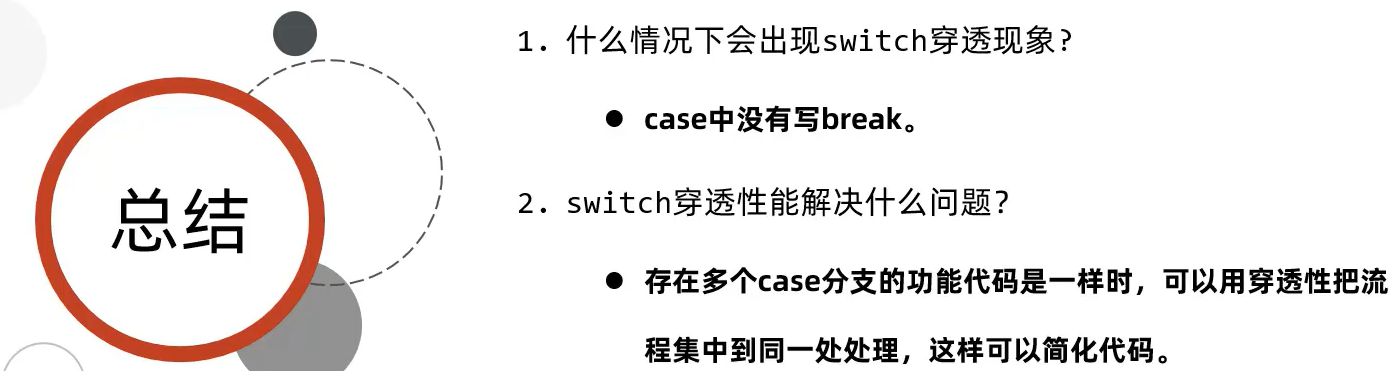 总结
1. 什么情况下会出现switch穿透现象?
● case中没有写break。
2. switch穿透性能解决什么问题?
● 存在多个case分支的功能代码是一样时，可以用穿透性把流
程集中到同一处处理，这样可以简化代码。